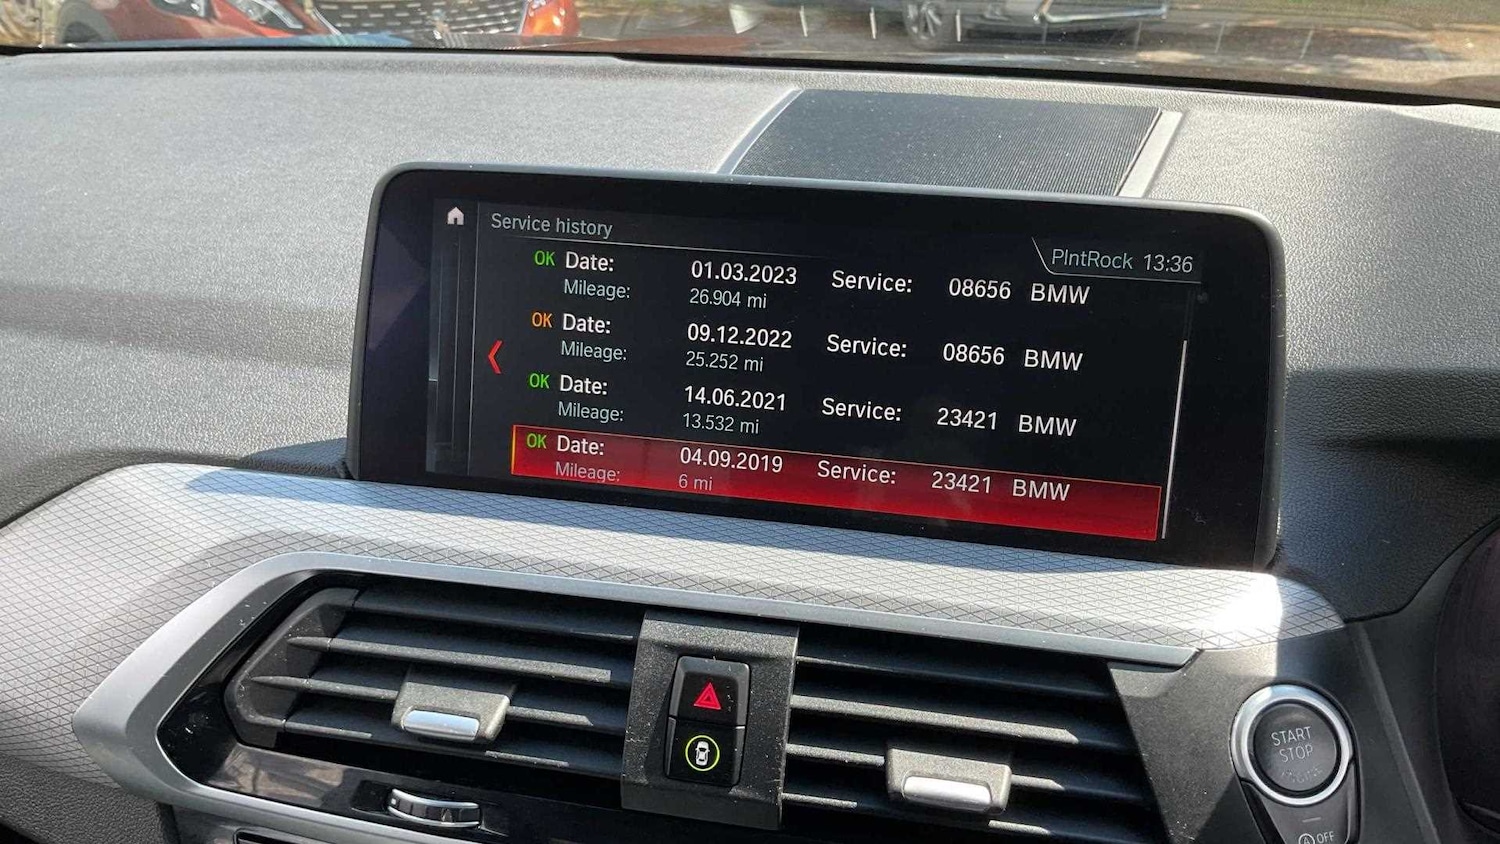 Service history
PlntRock 13:36
OK Date: 01.03.2023 Service: 08656 BMW
Mileage: 26.904 mi
OK Date: 09.12.2022 Service: 08656 BMW
Mileage: 25.252 mi
OK Date: 14.06.2021 Service: 23421 BMW
Mileage: 13.532 mi
OK Date: 04.09.2019 Service: 23421 BMW
Mileage: 6 mi
START
STOP
A OFF